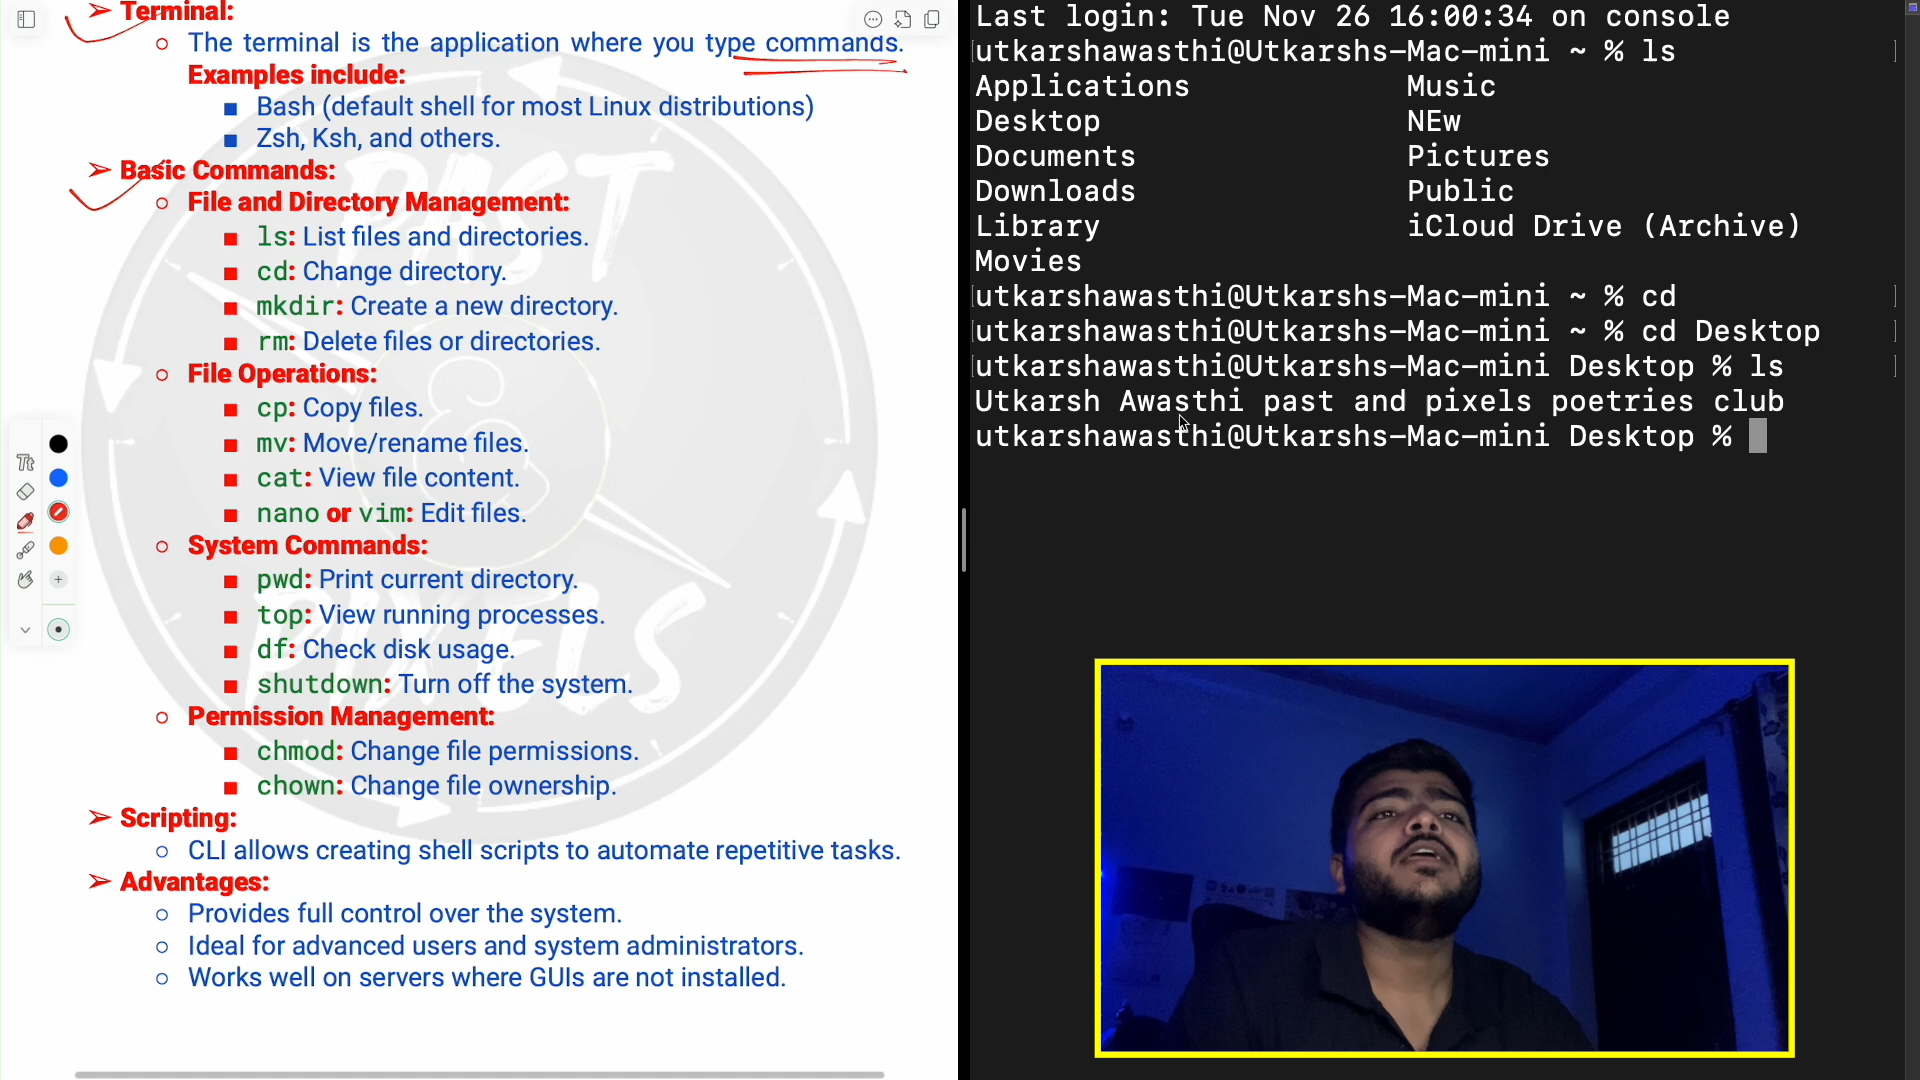 ➢ Terminal:
○ The terminal is the application where you type commands.
Examples include:
■ Bash (default shell for most Linux distributions)
■ Zsh, Ksh, and others.
➢ Basic Commands:
○ File and Directory Management:
■ ls: List files and directories.
■ cd: Change directory.
■ mkdir: Create a new directory.
■ rm: Delete files or directories.
○ File Operations:
■ cp: Copy files.
■ mv: Move/rename files.
■ cat: View file content.
■ nano or vim: Edit files.
○ System Commands:
■ pwd: Print current directory.
■ top: View running processes.
■ df: Check disk usage.
■ shutdown: Turn off the system.
○ Permission Management:
■ chmod: Change file permissions.
■ chown: Change file ownership.
➢ Scripting:
○ CLI allows creating shell scripts to automate repetitive tasks.
➢ Advantages:
○ Provides full control over the system.
○ Ideal for advanced users and system administrators.
○ Works well on servers where GUIs are not installed.
PAST
&
PIXELS
Tt
Last login: Tue Nov 26 16:00:34 on console
[utkarshawasthi@Utkarshs-Mac-mini ~ % ls ]
Applications Music
Desktop NEw
Documents Pictures
Downloads Public
Library iCloud Drive (Archive)
Movies
[utkarshawasthi@Utkarshs-Mac-mini ~ % cd ]
[utkarshawasthi@Utkarshs-Mac-mini ~ % cd Desktop ]
[utkarshawasthi@Utkarshs-Mac-mini Desktop % ls ]
Utkarsh Awasthi past and pixels poetries club
utkarshawasthi@Utkarshs-Mac-mini Desktop %